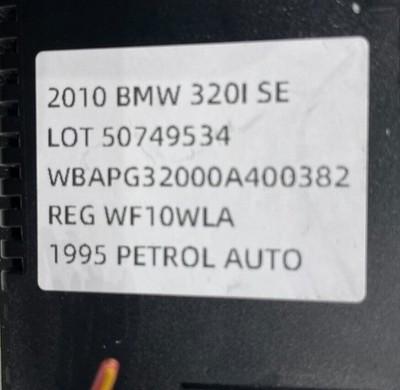 2010 BMW 320I SE
LOT 50749534
WBAPG32000A400382
REG WF10WLA
1995 PETROL AUTO